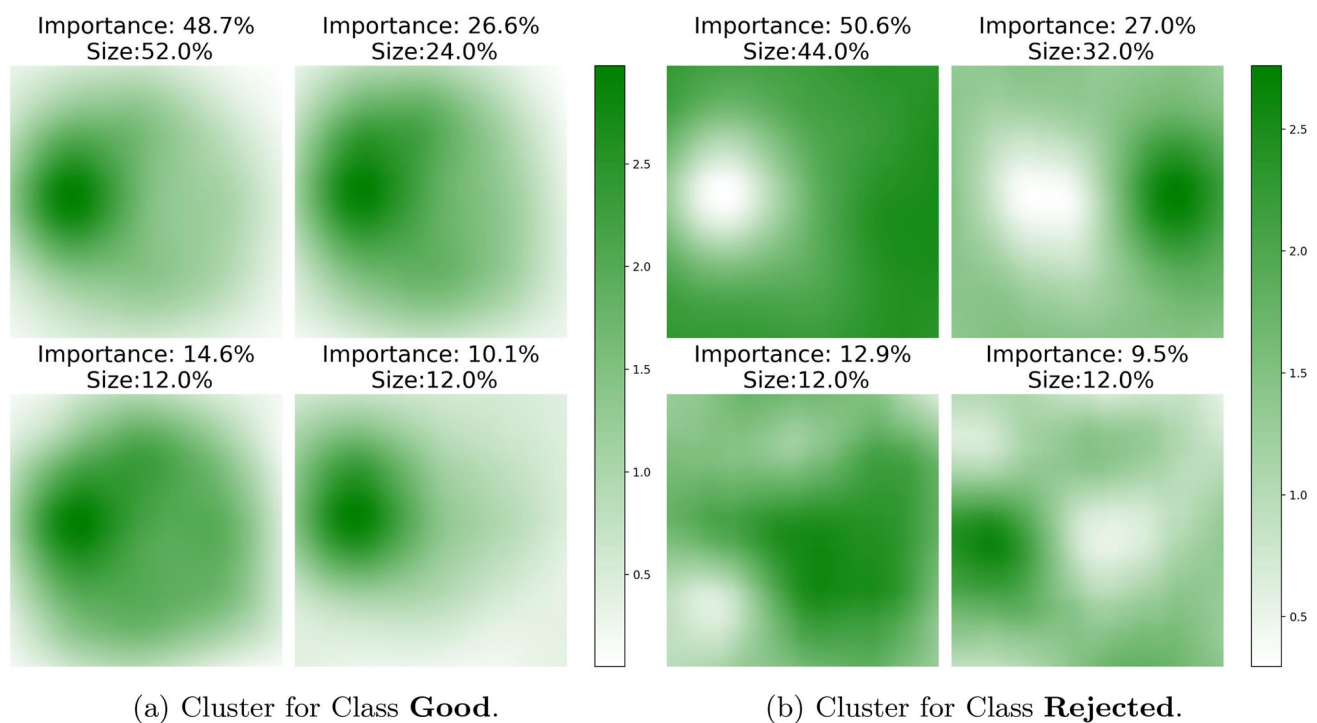 Importance: 48.7%
Size:52.0%
Importance: 26.6%
Size:24.0%
Importance: 14.6%
Size:12.0%
Importance: 10.1%
Size:12.0%
2.5
2.0
1.5
1.0
0.5
(a) Cluster for Class Good.
Importance: 50.6%
Size:44.0%
Importance: 27.0%
Size:32.0%
Importance: 12.9%
Size:12.0%
Importance: 9.5%
Size:12.0%
2.5
2.0
1.5
1.0
0.5
(b) Cluster for Class Rejected.